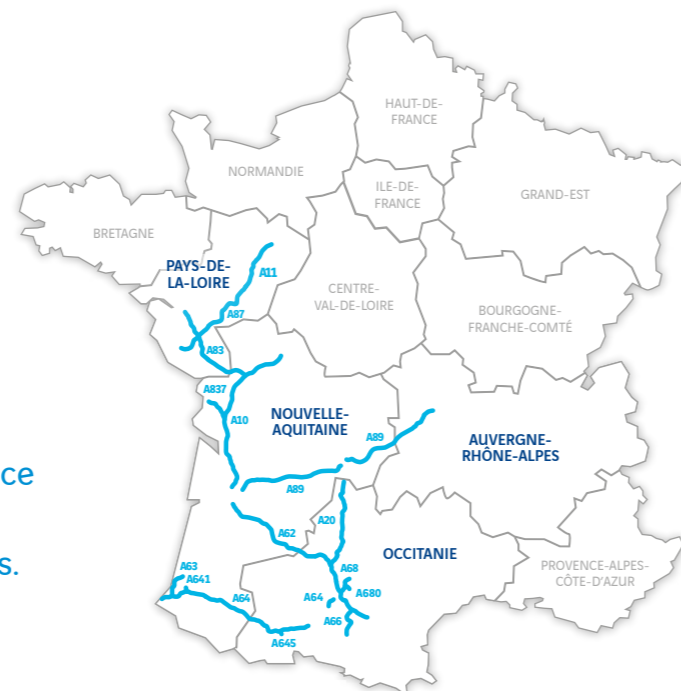 HAUT-DE-
FRANCE
NORMANDIE
ILE-DE-
FRANCE
GRAND-EST
BRETAGNE
PAYS-DE-
LA-LOIRE
A11
CENTRE-
VAL-DE-LOIRE
BOURGOGNE-
FRANCHE-COMTÉ
A87
A83
A837
A10
NOUVELLE-
AQUITAINE
A89
AUVERGNE-
RHÔNE-ALPES
ce
A89
A20
A62
OCCITANIE
s.
A63
A641
A68
PROVENCE-ALPES-
CÔTE-D'AZUR
A64
A64
A680
A66
A645